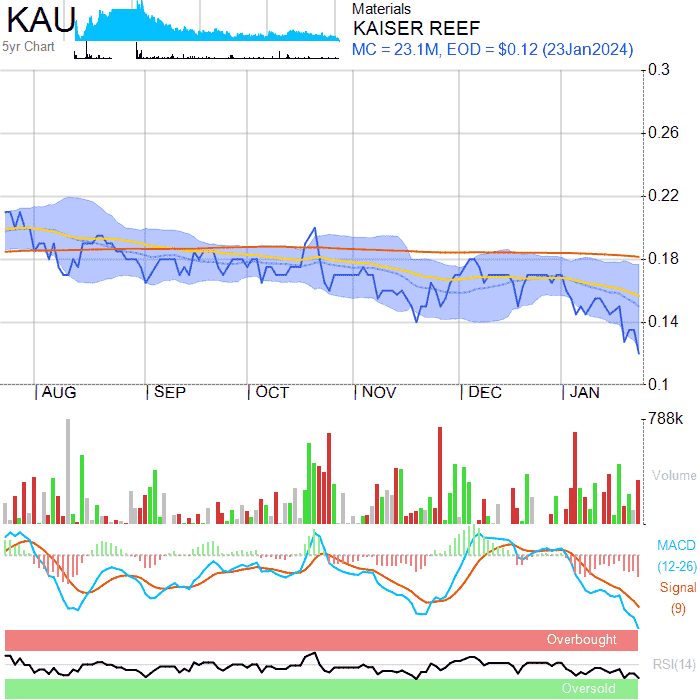 KAU
5yr Chart
Materials
KAISER REEF
MC = 23.1M, EOD = $0.12 (23Jan2024)
0.3
0.26
0.22
0.18
0.14
0.1
AUG SEP OCT NOV DEC JAN
788k
Volume
MACD
(12-26)
Signal
(9)
Overbought
RSI(14)
Oversold